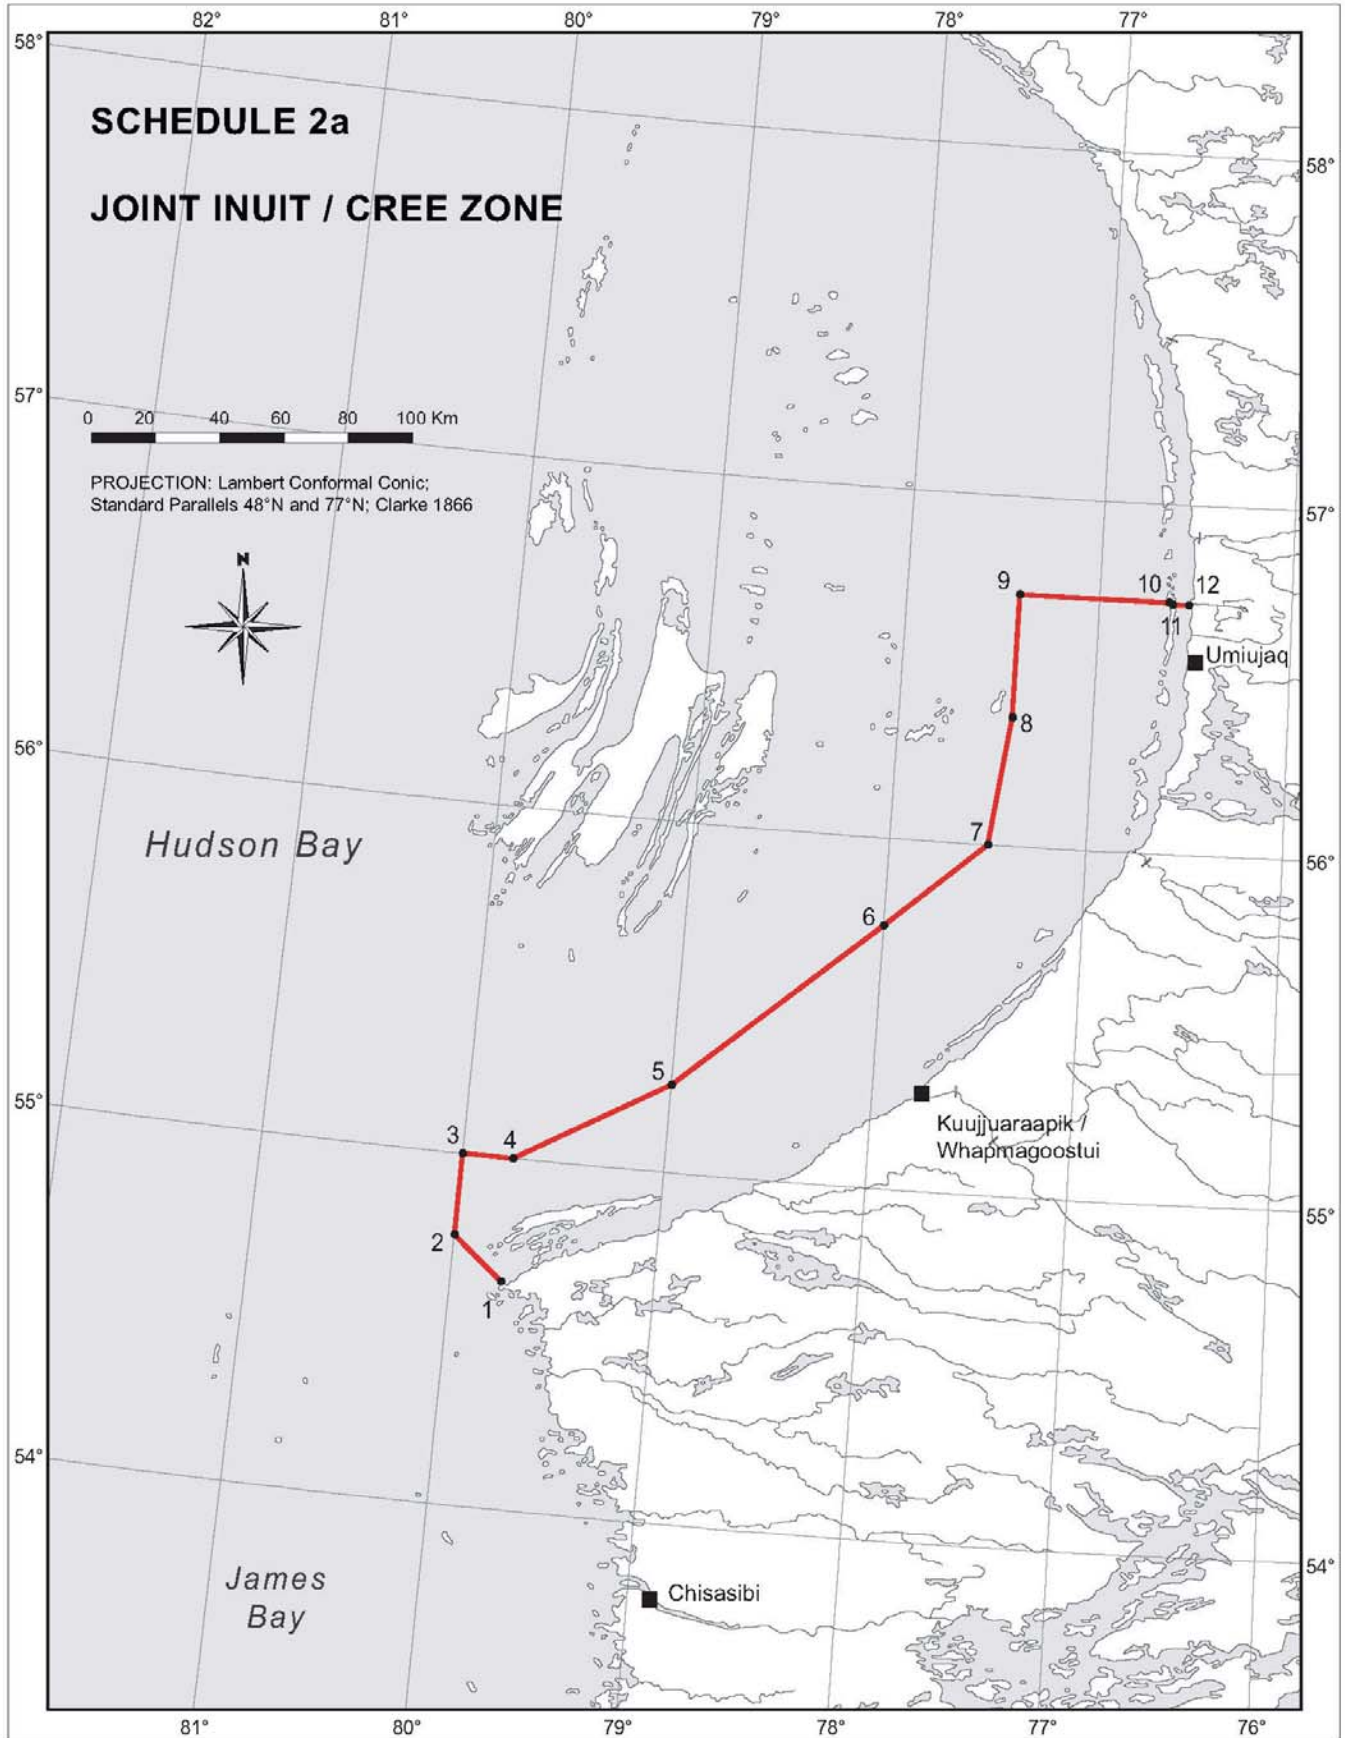 82° 81° 80° 79° 78° 77°
58°
SCHEDULE 2a
JOINT INUIT / CREE ZONE
58°
57°
0 20 40 60 80 100 Km
PROJECTION: Lambert Conformal Conic;
Standard Parallels 48°N and 77°N; Clarke 1866
57°
N
9 10 12
11
Umiujaq
8
56°
7
Hudson Bay
56°
6
5
55°
Kuujjuaraapik /
Whapmagoostui
3 4
55°
2
1
54°
54°
James
Bay
Chisasibi
81° 80° 79° 78° 77° 76°